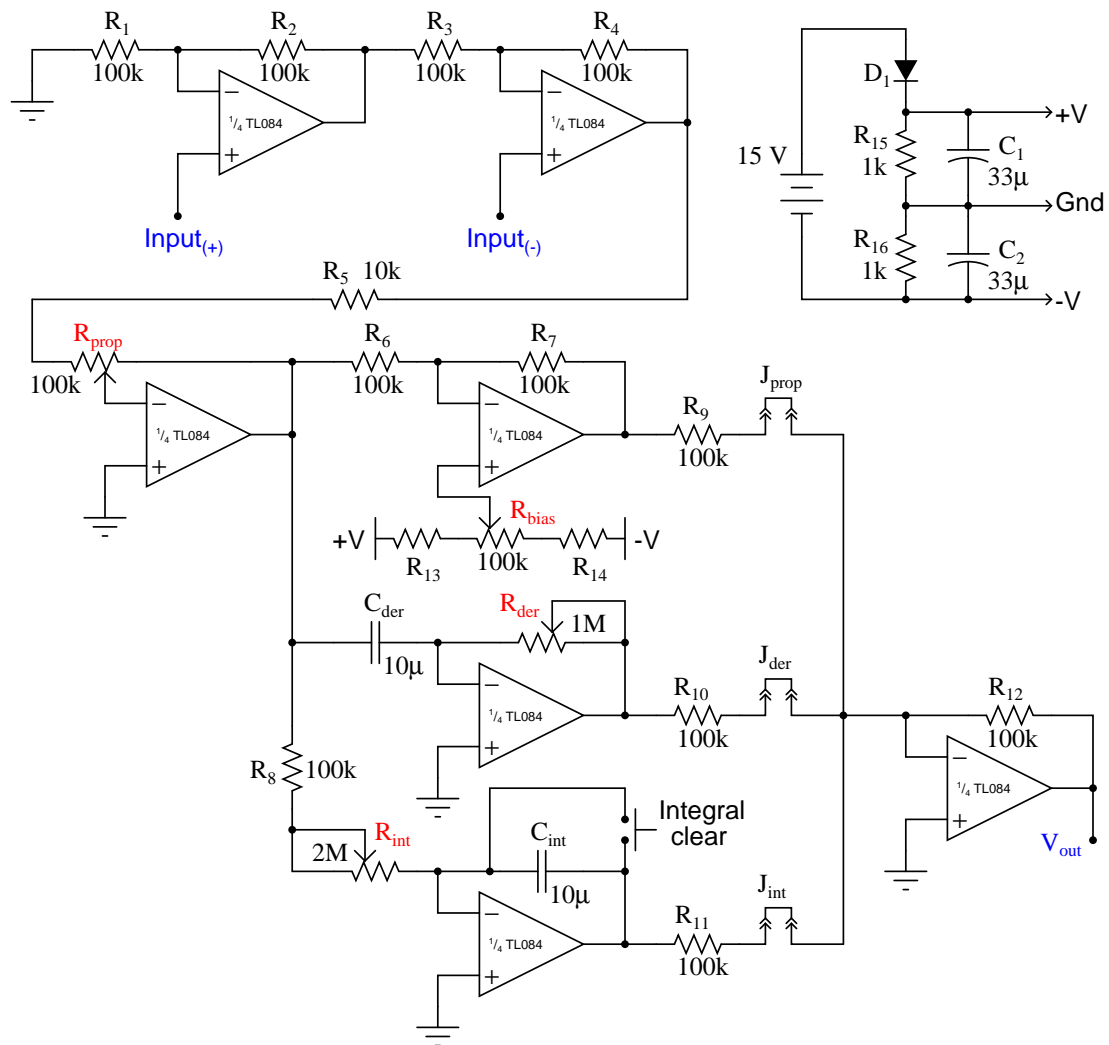 R1
100k
R2
100k
R3
100k
R4
100k
−
+
1/4 TL084
−
+
1/4 TL084
Input(+)
Input(-)
15 V
D1
R15
1k
C1
33µ
R16
1k
C2
33µ
+V
Gnd
-V
R5 10k
Rprop
100k
−
+
1/4 TL084
R6
100k
R7
100k
−
+
1/4 TL084
R9
100k
Jprop
Rbias
100k
+V
R13
R14
-V
Cder
10µ
Rder
1M
−
+
1/4 TL084
R10
100k
Jder
R8 100k
Rint
2M
Cint
10µ
Integral
clear
−
+
1/4 TL084
R11
100k
Jint
R12
100k
−
+
1/4 TL084
Vout